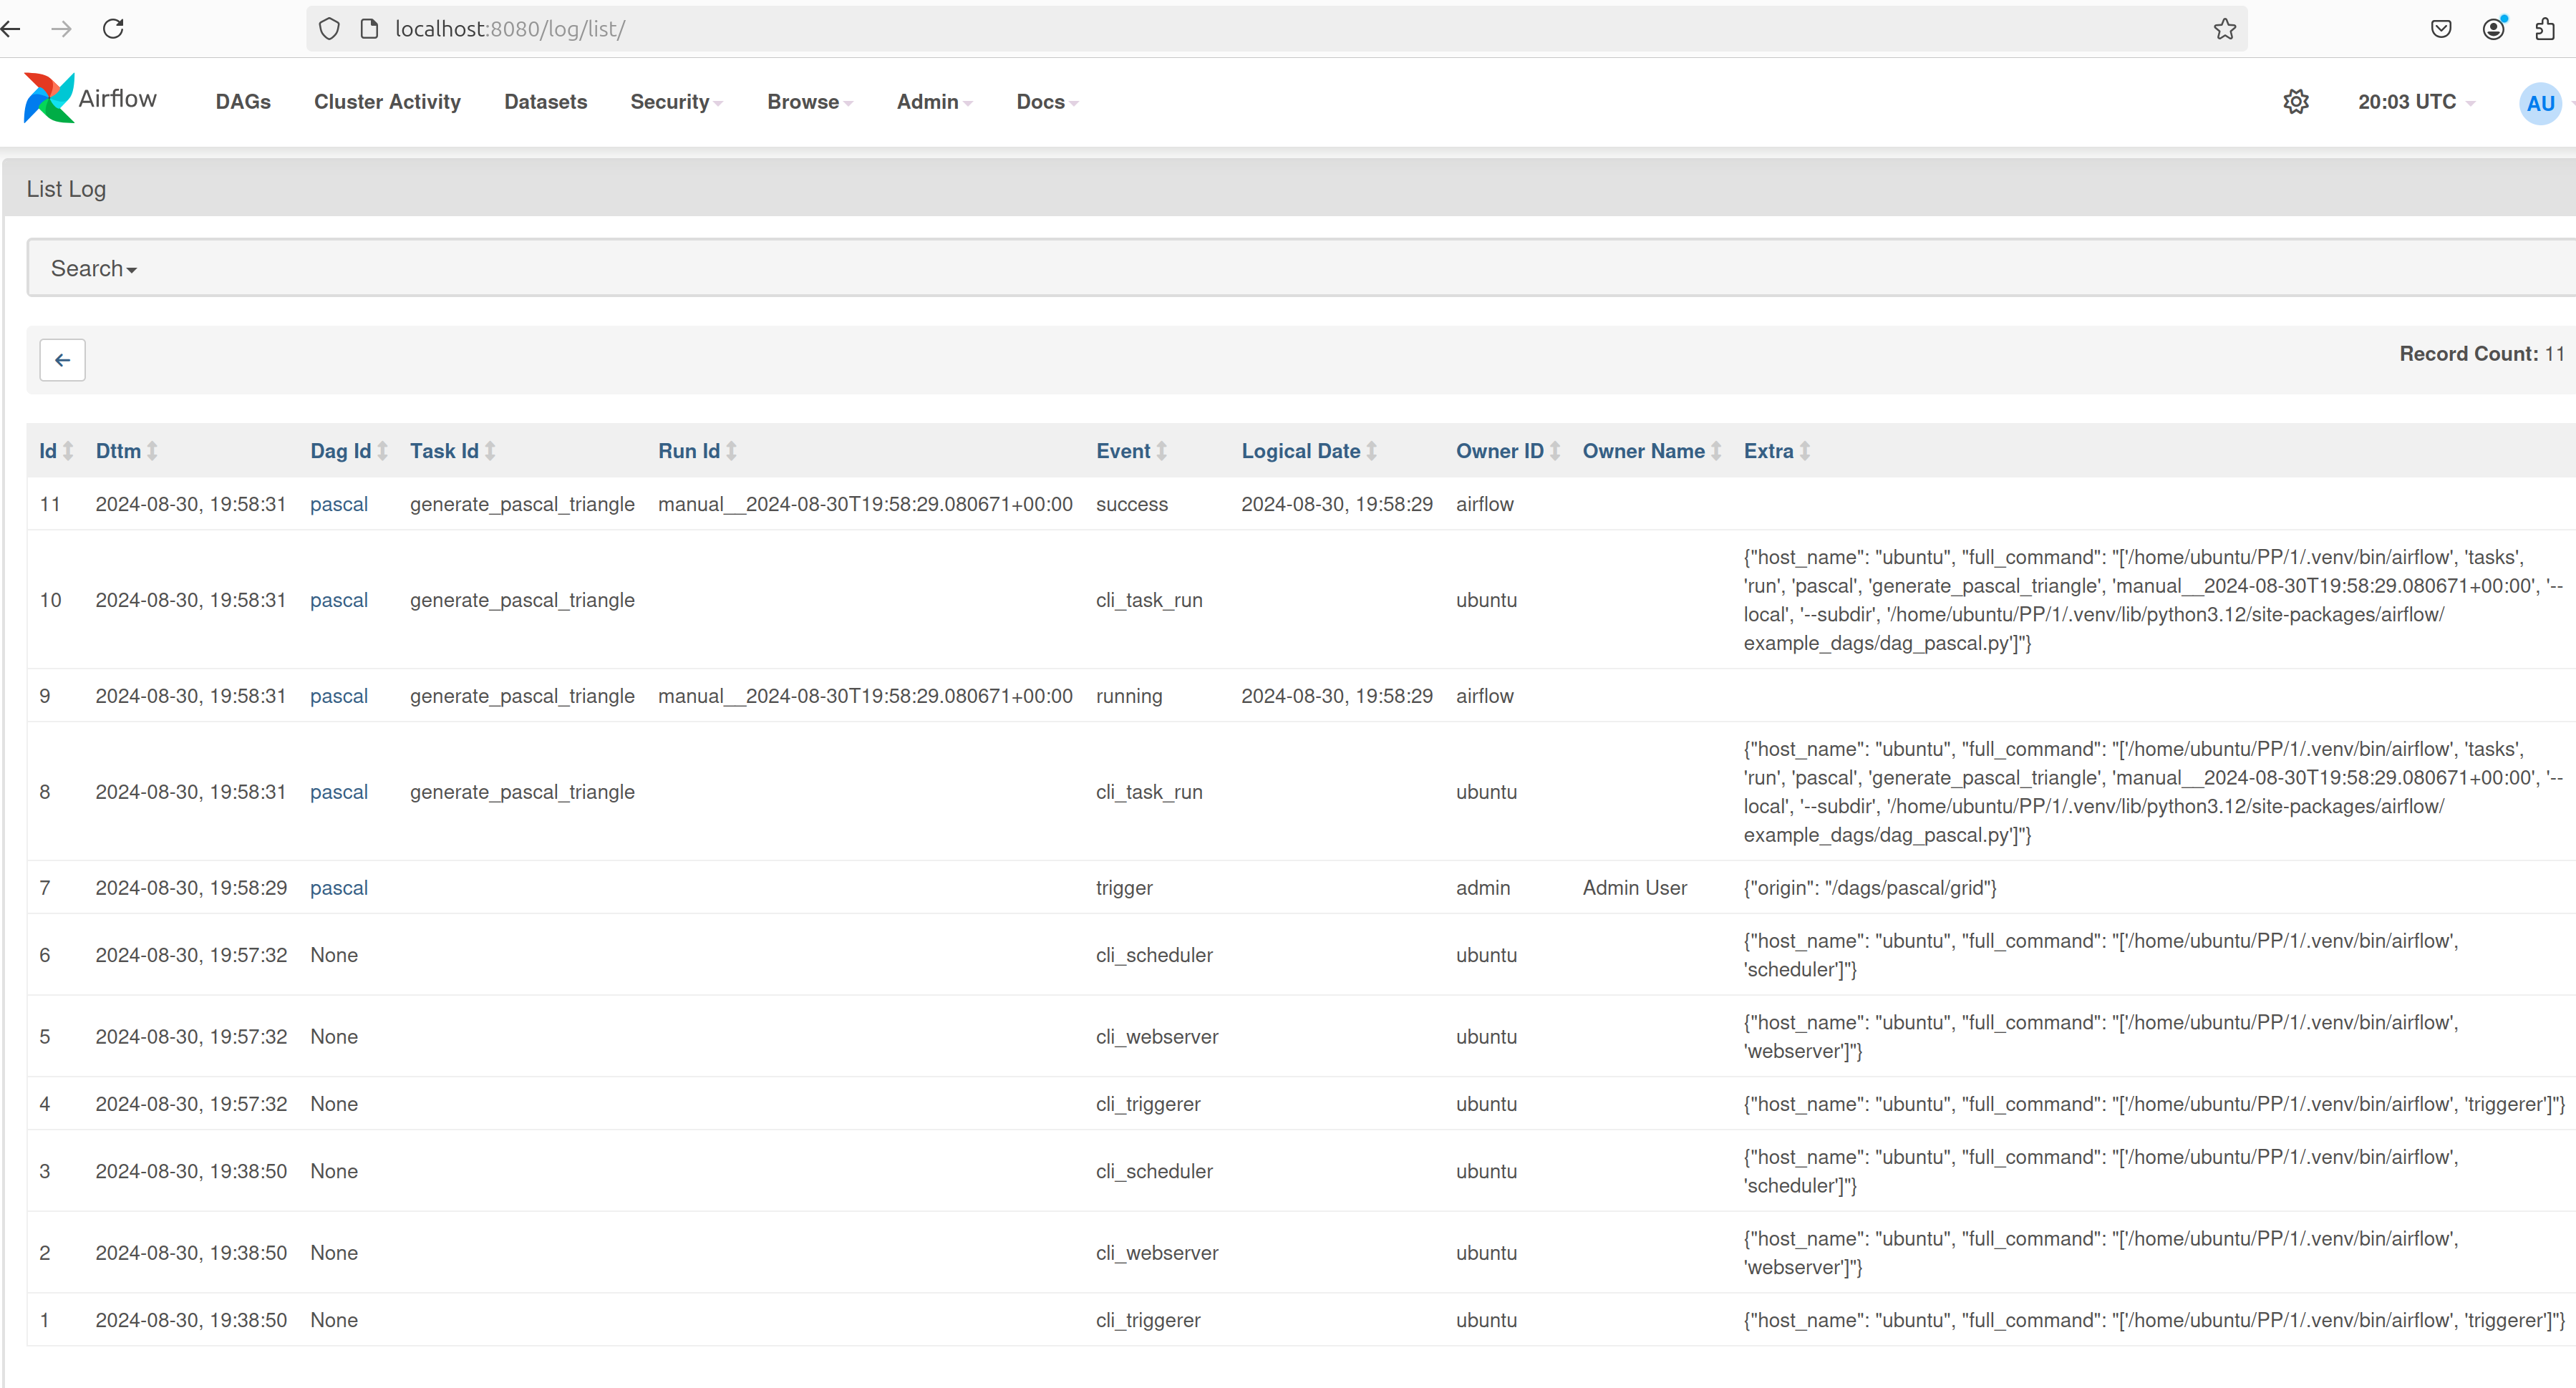 localhost:8080/log/list/
Airflow DAGs Cluster Activity Datasets Security Browse Admin Docs 20:03 UTC AU
List Log
Search
Record Count: 11
Id Dttm Dag Id Task Id Run Id Event Logical Date Owner ID Owner Name Extra
11 2024-08-30, 19:58:31 pascal generate_pascal_triangle manual__2024-08-30T19:58:29.080671+00:00 success 2024-08-30, 19:58:29 airflow
10 2024-08-30, 19:58:31 pascal generate_pascal_triangle cli_task_run ubuntu {"host_name": "ubuntu", "full_command": "['/home/ubuntu/PP/1/.venv/bin/airflow', 'tasks',
'run', 'pascal', 'generate_pascal_triangle', 'manual__2024-08-30T19:58:29.080671+00:00', '--
local', '--subdir', '/home/ubuntu/PP/1/.venv/lib/python3.12/site-packages/airflow/
example_dags/dag_pascal.py']"}
9 2024-08-30, 19:58:31 pascal generate_pascal_triangle manual__2024-08-30T19:58:29.080671+00:00 running 2024-08-30, 19:58:29 airflow
8 2024-08-30, 19:58:31 pascal generate_pascal_triangle cli_task_run ubuntu {"host_name": "ubuntu", "full_command": "['/home/ubuntu/PP/1/.venv/bin/airflow', 'tasks',
'run', 'pascal', 'generate_pascal_triangle', 'manual__2024-08-30T19:58:29.080671+00:00', '--
local', '--subdir', '/home/ubuntu/PP/1/.venv/lib/python3.12/site-packages/airflow/
example_dags/dag_pascal.py']"}
7 2024-08-30, 19:58:29 pascal trigger admin Admin User {"origin": "/dags/pascal/grid"}
6 2024-08-30, 19:57:32 None cli_scheduler ubuntu {"host_name": "ubuntu", "full_command": "['/home/ubuntu/PP/1/.venv/bin/airflow',
'scheduler']"}
5 2024-08-30, 19:57:32 None cli_webserver ubuntu {"host_name": "ubuntu", "full_command": "['/home/ubuntu/PP/1/.venv/bin/airflow',
'webserver']"}
4 2024-08-30, 19:57:32 None cli_triggerer ubuntu {"host_name": "ubuntu", "full_command": "['/home/ubuntu/PP/1/.venv/bin/airflow', 'triggerer']"}
3 2024-08-30, 19:38:50 None cli_scheduler ubuntu {"host_name": "ubuntu", "full_command": "['/home/ubuntu/PP/1/.venv/bin/airflow',
'scheduler']"}
2 2024-08-30, 19:38:50 None cli_webserver ubuntu {"host_name": "ubuntu", "full_command": "['/home/ubuntu/PP/1/.venv/bin/airflow',
'webserver']"}
1 2024-08-30, 19:38:50 None cli_triggerer ubuntu {"host_name": "ubuntu", "full_command": "['/home/ubuntu/PP/1/.venv/bin/airflow', 'triggerer']"}